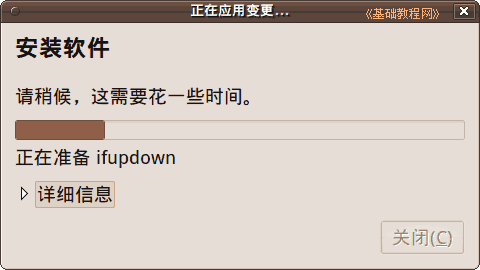 正在应用变更...
《基础教程网》
安装软件
请稍候，这需要花一些时间。
正在准备 ifupdown
详细信息
关闭(C)